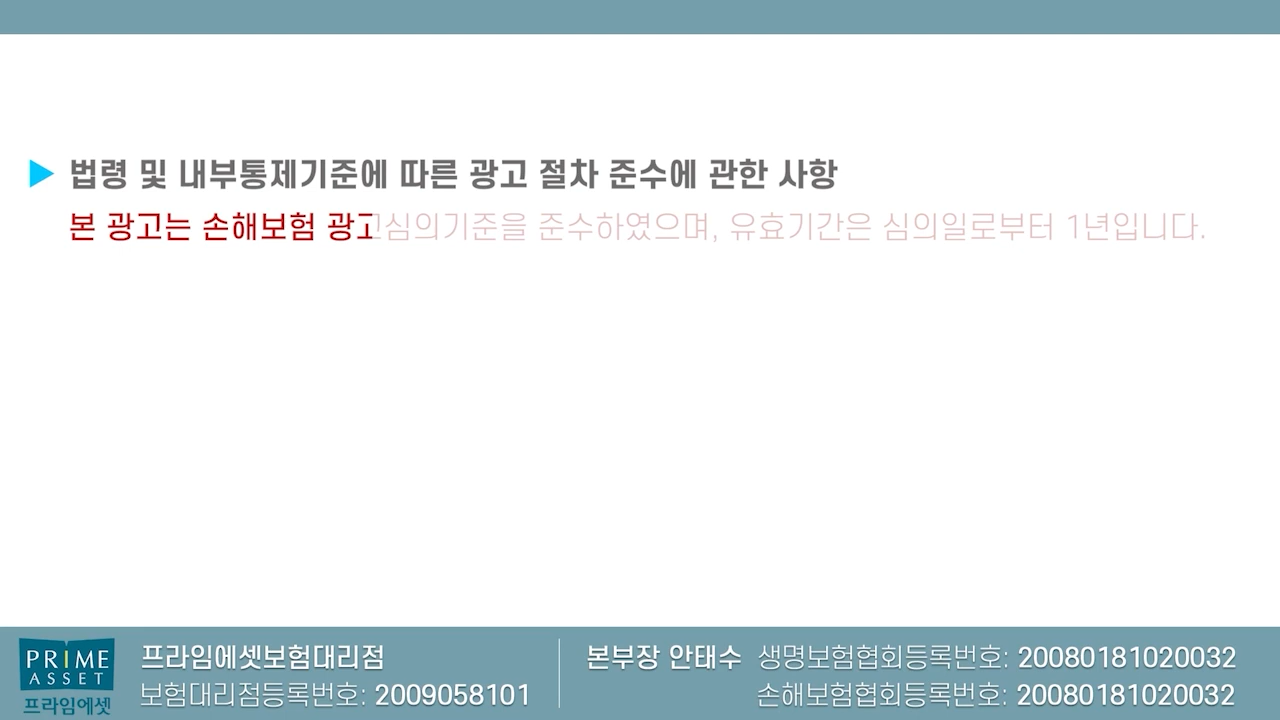 ▶ 법령 및 내부통제기준에 따른 광고 절차 준수에 관한 사항
본 광고는 손해보험 광고심의기준을 준수하였으며, 유효기간은 심의일로부터 1년입니다.
PRIME
ASSET
프라임에셋
프라임에셋보험대리점
보험대리점등록번호: 2009058101
본부장 안태수 생명보험협회등록번호: 20080181020032
손해보험협회등록번호: 20080181020032